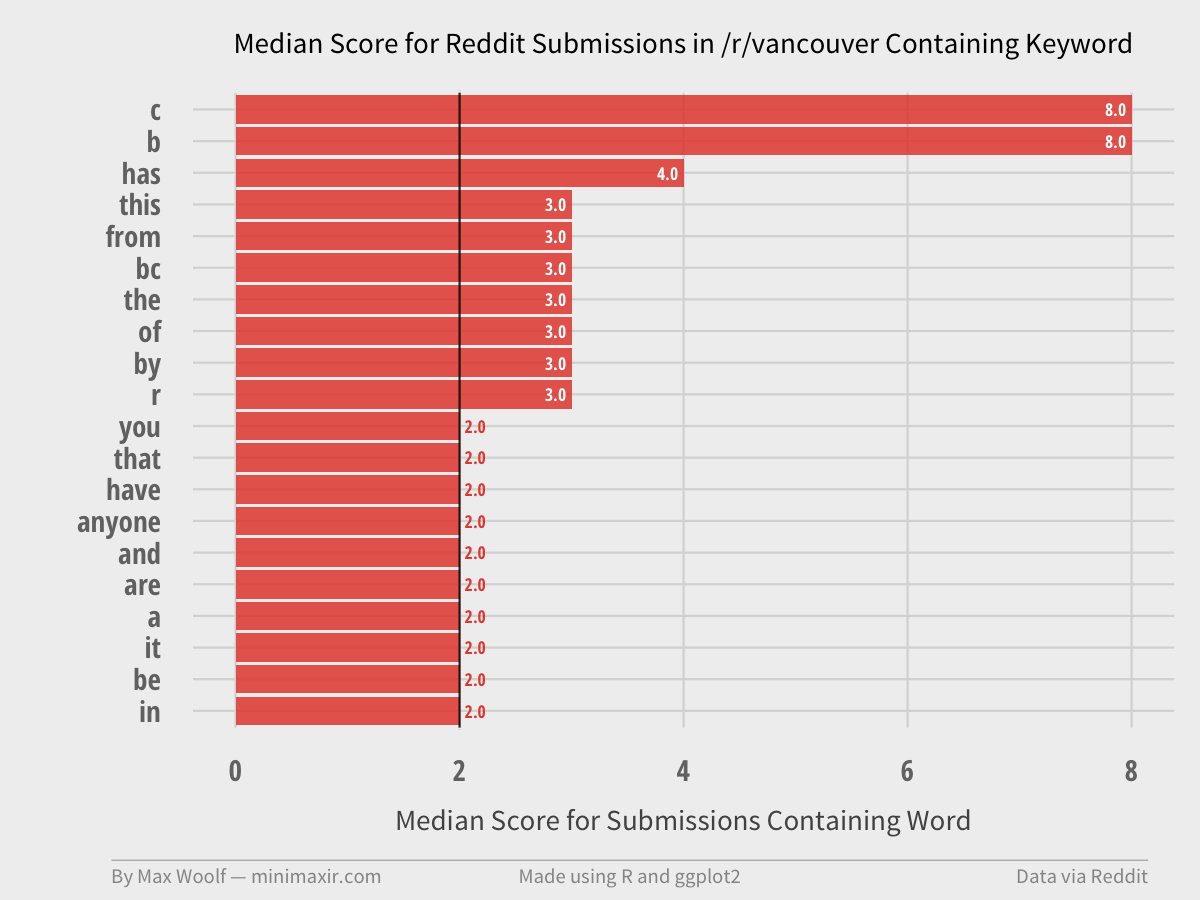 Median Score for Reddit Submissions in /r/vancouver Containing Keyword
c 8.0
b 8.0
has 4.0
this 3.0
from 3.0
bc 3.0
the 3.0
of 3.0
by 3.0
r 3.0
you 2.0
that 2.0
have 2.0
anyone 2.0
and 2.0
are 2.0
a 2.0
it 2.0
be 2.0
in 2.0
0 2 4 6 8
Median Score for Submissions Containing Word
By Max Woolf — minimaxir.com Made using R and ggplot2 Data via Reddit